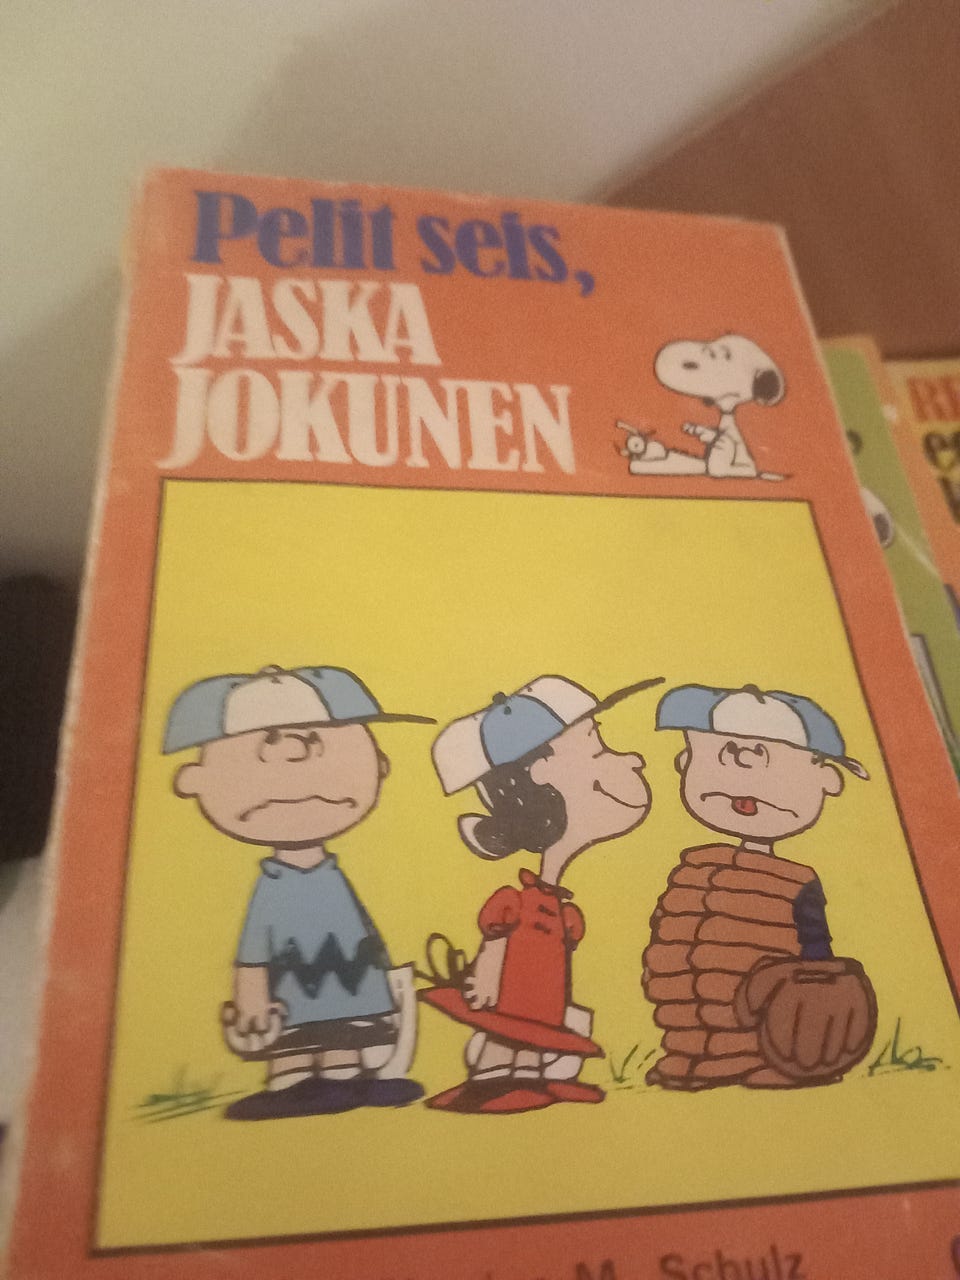 Pelit seis,
JASKA
JOKUNEN
M. Schulz